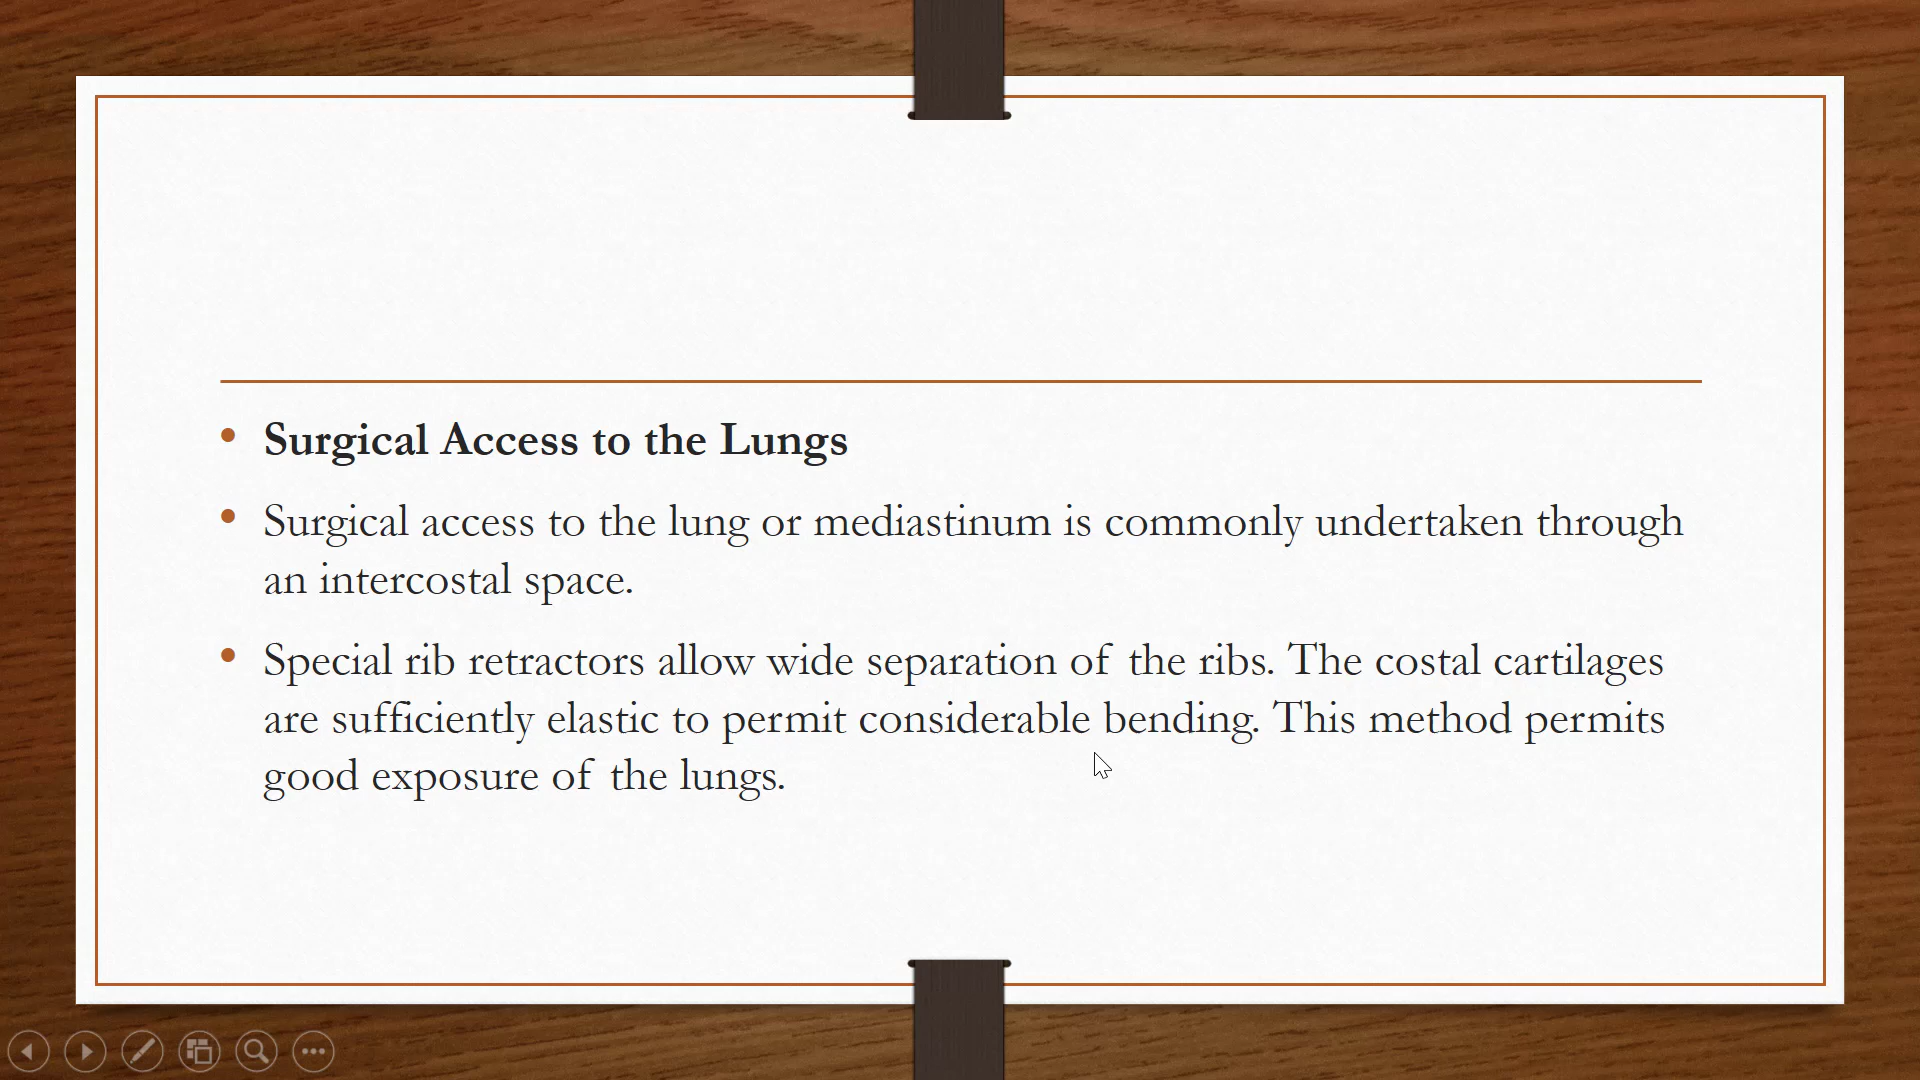 Surgical Access to the Lungs
Surgical access to the lung or mediastinum is commonly undertaken through
an intercostal space.
Special rib retractors allow wide separation of the ribs. The costal cartilages
are sufficiently elastic to permit considerable bending. This method permits
good exposure of the lungs.